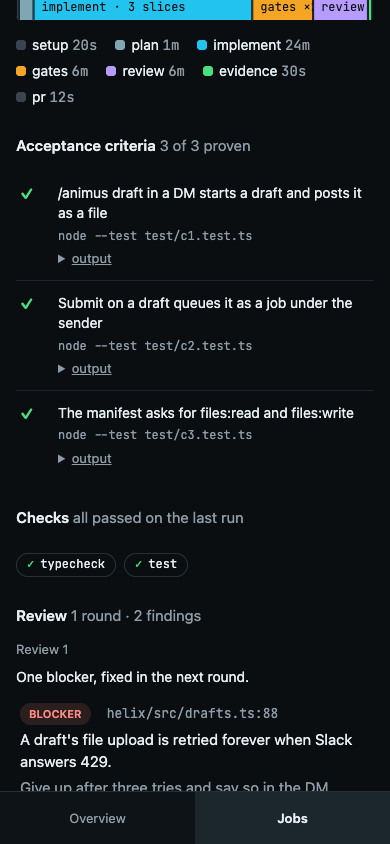 implement · 3 slices gates × review
setup 20s plan 1m implement 24m
gates 6m review 6m evidence 30s
pr 12s
Acceptance criteria 3 of 3 proven
✓ /animus draft in a DM starts a draft and posts it
as a file
node --test test/c1.test.ts
▶ output
✓ Submit on a draft queues it as a job under the
sender
node --test test/c2.test.ts
▶ output
✓ The manifest asks for files:read and files:write
node --test test/c3.test.ts
▶ output
Checks all passed on the last run
✓ typecheck ✓ test
Review 1 round · 2 findings
Review 1
One blocker, fixed in the next round.
BLOCKER helix/src/drafts.ts:88
A draft's file upload is retried forever when Slack
answers 429.
Give up after three tries and say so in the DM
Overview Jobs